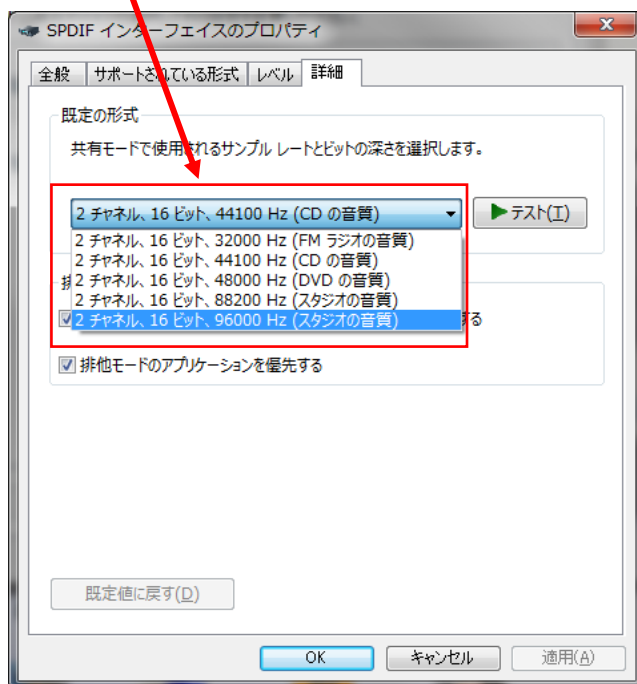 SPDIF インターフェイスのプロパティ
全般 サポートされている形式 レベル 詳細
既定の形式
共有モードで使用されるサンプル レートとビットの深さを選択します。
2 チャネル、16 ビット、44100 Hz (CD の音質)
テスト(T)
2 チャネル、16 ビット、32000 Hz (FM ラジオの音質)
2 チャネル、16 ビット、44100 Hz (CD の音質)
2 チャネル、16 ビット、48000 Hz (DVD の音質)
2 チャネル、16 ビット、88200 Hz (スタジオの音質)
2 チャネル、16 ビット、96000 Hz (スタジオの音質)
る
排他モードのアプリケーションを優先する
既定値に戻す(D)
OK キャンセル 適用(A)